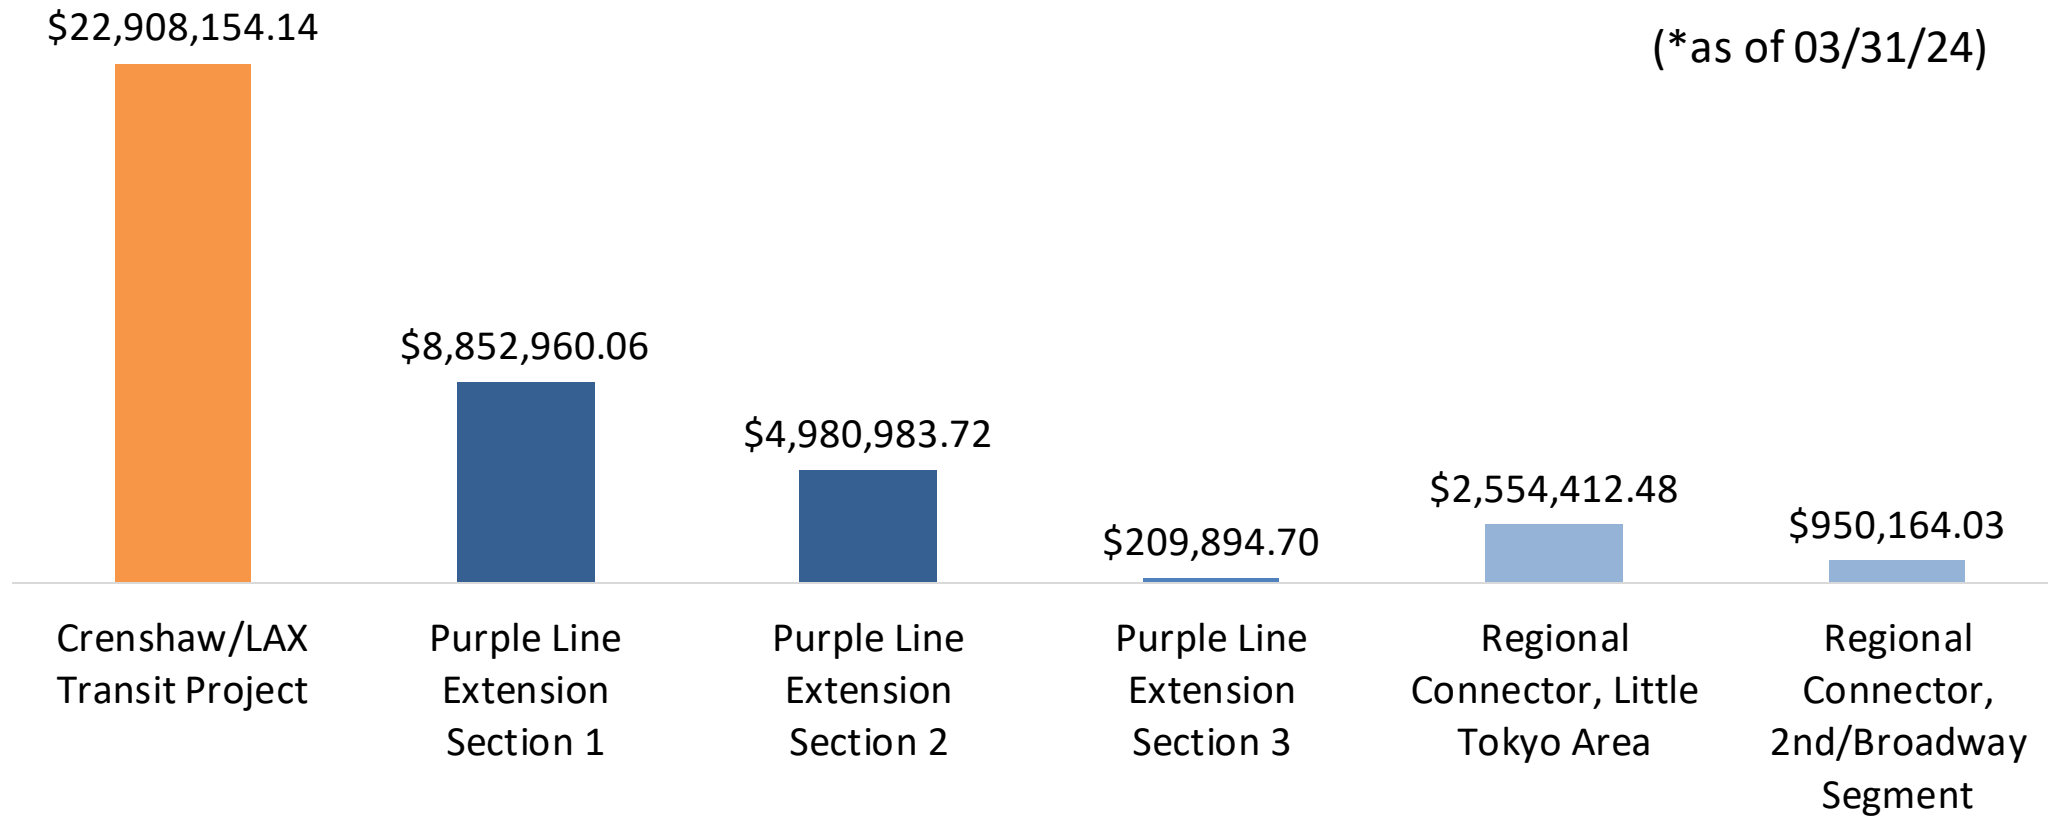 $22,908,154.14
(*as of 03/31/24)
$8,852,960.06
$4,980,983.72
$2,554,412.48
$950,164.03
$209,894.70
Crenshaw/LAX
Transit Project
Purple Line
Extension
Section 1
Purple Line
Extension
Section 2
Purple Line
Extension
Section 3
Regional
Connector, Little
Tokyo Area
Regional
Connector,
2nd/Broadway
Segment